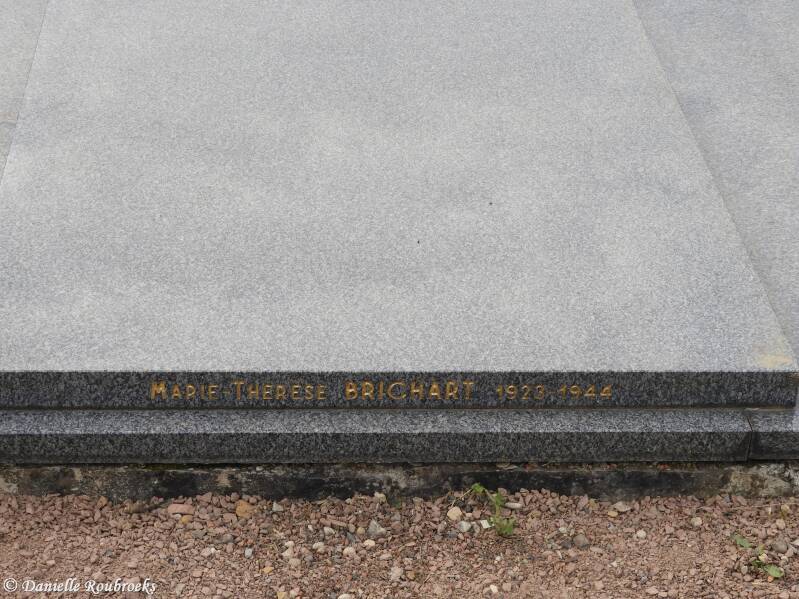 MARIE-THERESE BRICHART 1923-1944
© Danielle Roubroeks